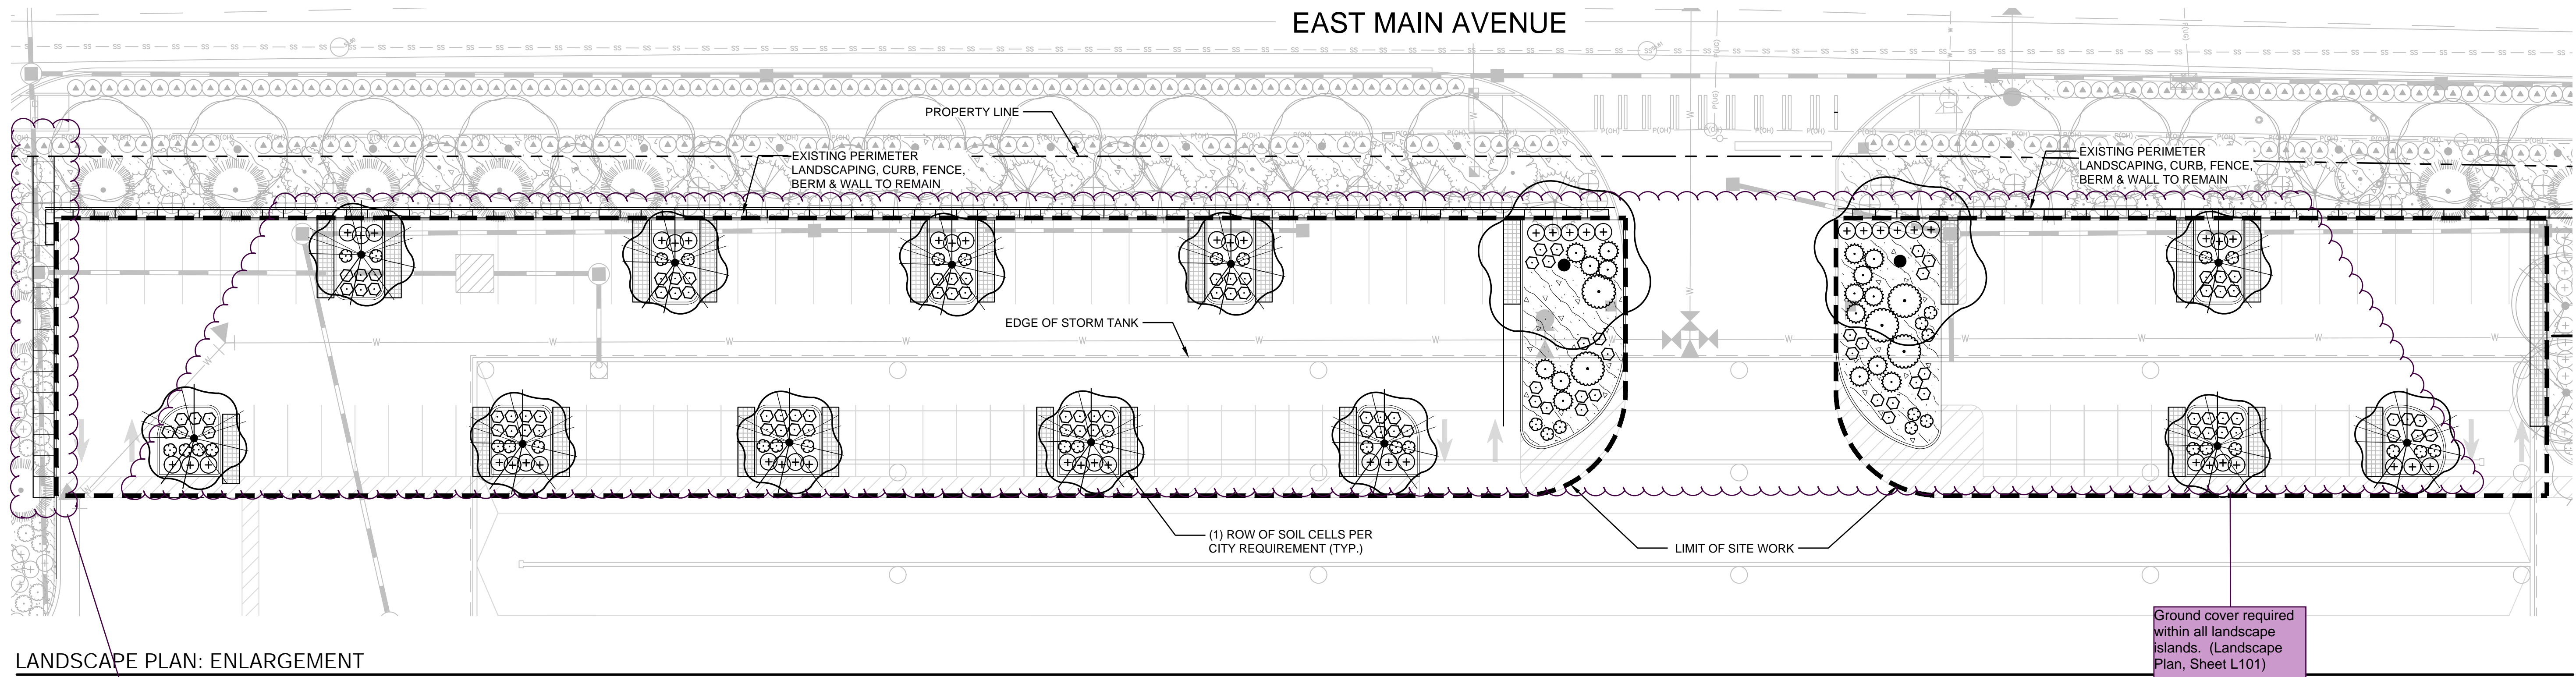 EAST MAIN AVENUE
PROPERTY LINE
EXISTING PERIMETER
LANDSCAPING, CURB, FENCE,
BERM & WALL TO REMAIN
EXISTING PERIMETER
LANDSCAPING, CURB, FENCE,
BERM & WALL TO REMAIN
EDGE OF STORM TANK
(1) ROW OF SOIL CELLS PER
CITY REQUIREMENT (TYP.)
LIMIT OF SITE WORK
Ground cover required
within all landscape
islands. (Landscape
Plan, Sheet L101)
LANDSCAPE PLAN: ENLARGEMENT